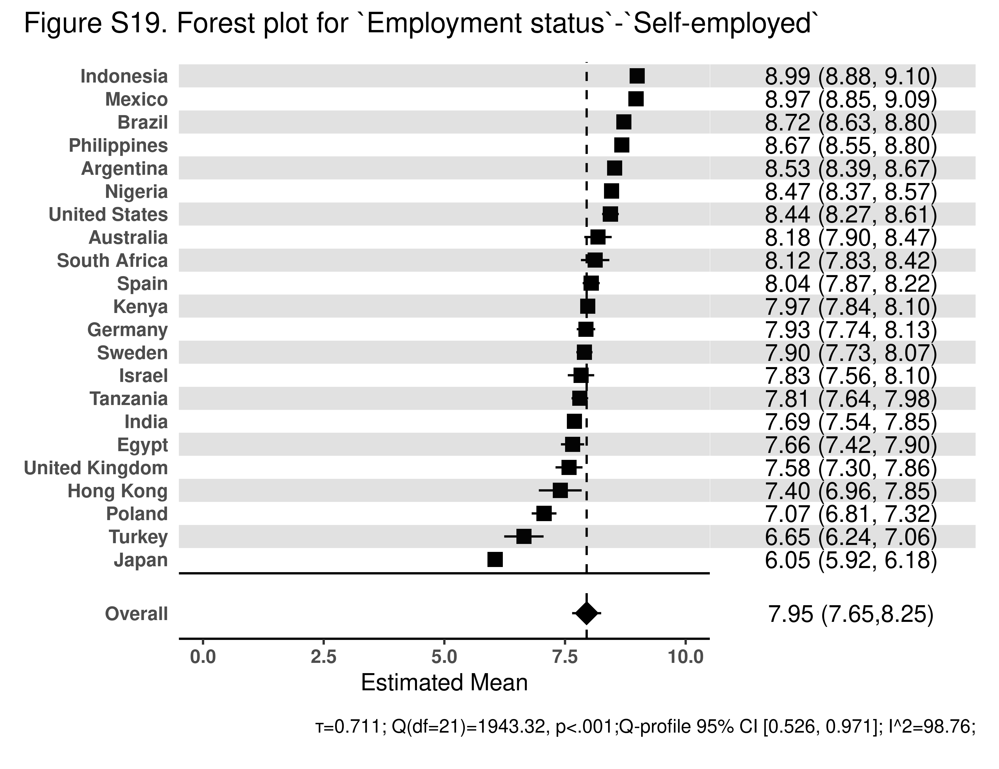 Figure S19. Forest plot for `Employment status`-`Self-employed`
Indonesia 8.99 (8.88, 9.10)
Mexico 8.97 (8.85, 9.09)
Brazil 8.72 (8.63, 8.80)
Philippines 8.67 (8.55, 8.80)
Argentina 8.53 (8.39, 8.67)
Nigeria 8.47 (8.37, 8.57)
United States 8.44 (8.27, 8.61)
Australia 8.18 (7.90, 8.47)
South Africa 8.12 (7.83, 8.42)
Spain 8.04 (7.87, 8.22)
Kenya 7.97 (7.84, 8.10)
Germany 7.93 (7.74, 8.13)
Sweden 7.90 (7.73, 8.07)
Israel 7.83 (7.56, 8.10)
Tanzania 7.81 (7.64, 7.98)
India 7.69 (7.54, 7.85)
Egypt 7.66 (7.42, 7.90)
United Kingdom 7.58 (7.30, 7.86)
Hong Kong 7.40 (6.96, 7.85)
Poland 7.07 (6.81, 7.32)
Turkey 6.65 (6.24, 7.06)
Japan 6.05 (5.92, 6.18)
Overall 7.95 (7.65,8.25)
0.0 2.5 5.0 7.5 10.0
Estimated Mean
τ=0.711; Q(df=21)=1943.32, p<.001;Q-profile 95% CI [0.526, 0.971]; I^2=98.76;